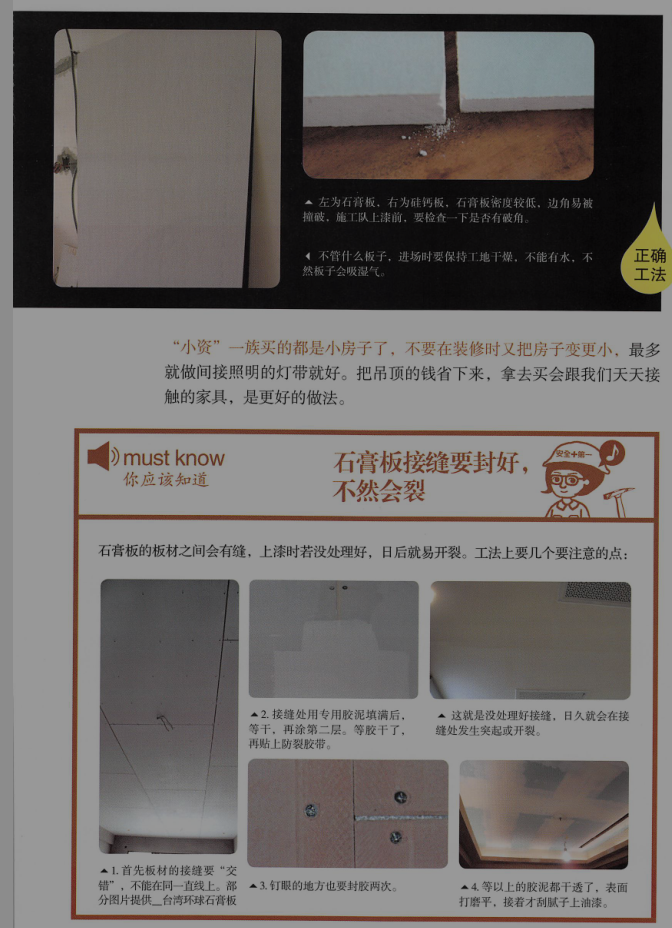 ▲ 左为石膏板，右为硅钙板，石膏板密度较低，边角易被
撞破，施工队上漆前，要检查一下是否有破角。
◀ 不管什么板子，进场时要保持工地干燥，不能有水，不
然板子会吸湿气。
正确
工法
“小资”一族买的都是小房子了，不要在装修时又把房子变更小，最多
就做间接照明的灯带就好。把吊顶的钱省下来，拿去买会跟我们天天接
触的家具，是更好的做法。
must know
你应该知道
石膏板接缝要封好，
不然会裂
安全+第一
石膏板的板材之间会有缝，上漆时若没处理好，日后就易开裂。工法上要几个要注意的点：
▲2. 接缝处用专用胶泥填满后，
等干，再涂第二层。等胶干了，
再贴上防裂胶带。
▲ 这就是没处理好接缝，日久就会在接
缝处发生突起或开裂。
▲1. 首先板材的接缝要“交
错”，不能在同一直线上。部
分图片提供__台湾环球石膏板
▲3. 钉眼的地方也要封胶两次。
▲4. 等以上的胶泥都干透了，表面
打磨平，接着才刮腻子上油漆。